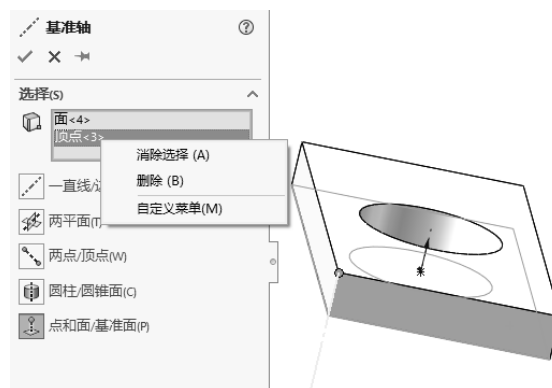 基准轴
选择(S)
面<4>
顶点<3>
消除选择 (A)
删除 (B)
自定义菜单(M)
一直线/
两平面(T)
两点/顶点(W)
圆柱/圆锥面(C)
点和面/基准面(P)